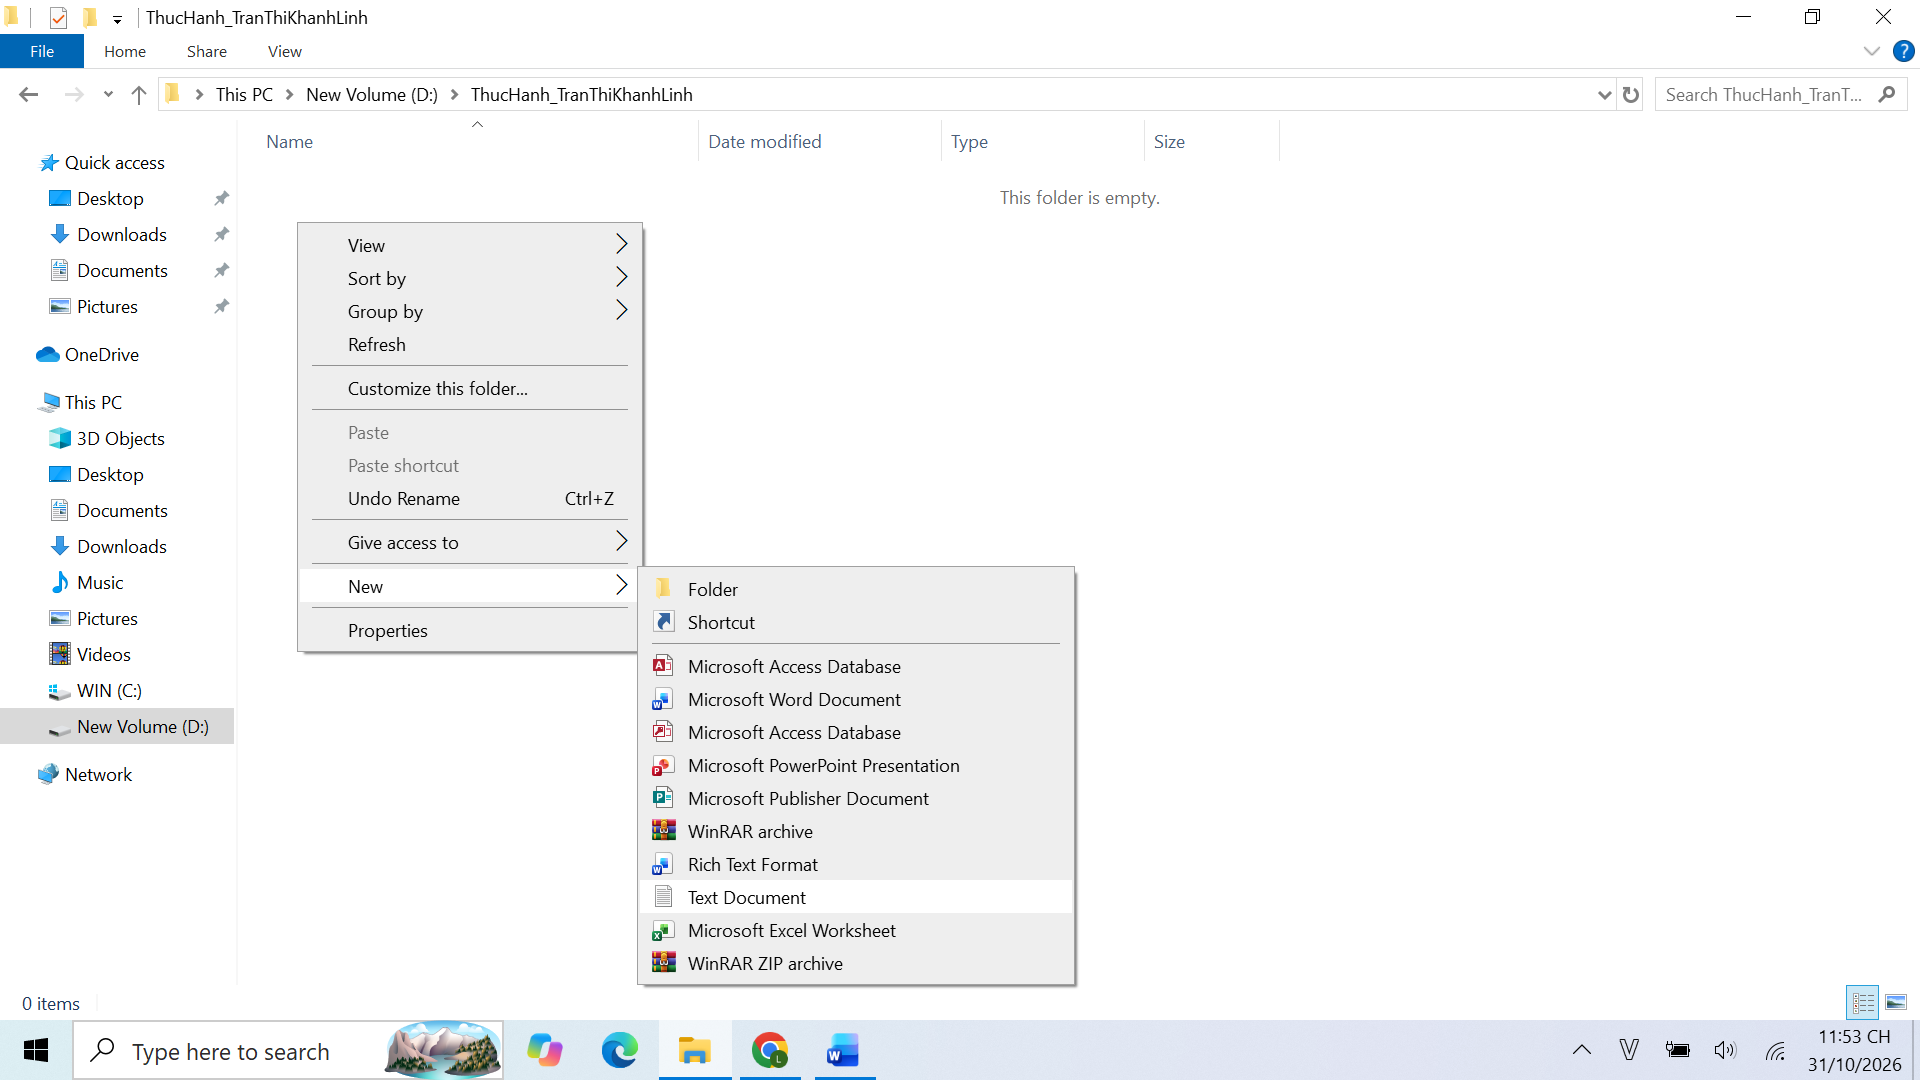 ThucHanh_TranThiKhanhLinh
File Home Share View
This PC New Volume (D:) ThucHanh_TranThiKhanhLinh
Search ThucHanh_TranT...
Name Date modified Type Size
This folder is empty.
Quick access
Desktop
Downloads
Documents
Pictures
OneDrive
This PC
3D Objects
Desktop
Documents
Downloads
Music
Pictures
Videos
WIN (C:)
New Volume (D:)
Network
View
Sort by
Group by
Refresh
Customize this folder...
Paste
Paste shortcut
Undo Rename Ctrl+Z
Give access to
New
Properties
Folder
Shortcut
Microsoft Access Database
Microsoft Word Document
Microsoft Access Database
Microsoft PowerPoint Presentation
Microsoft Publisher Document
WinRAR archive
Rich Text Format
Text Document
Microsoft Excel Worksheet
WinRAR ZIP archive
0 items
Type here to search
11:53 CH
31/10/2026